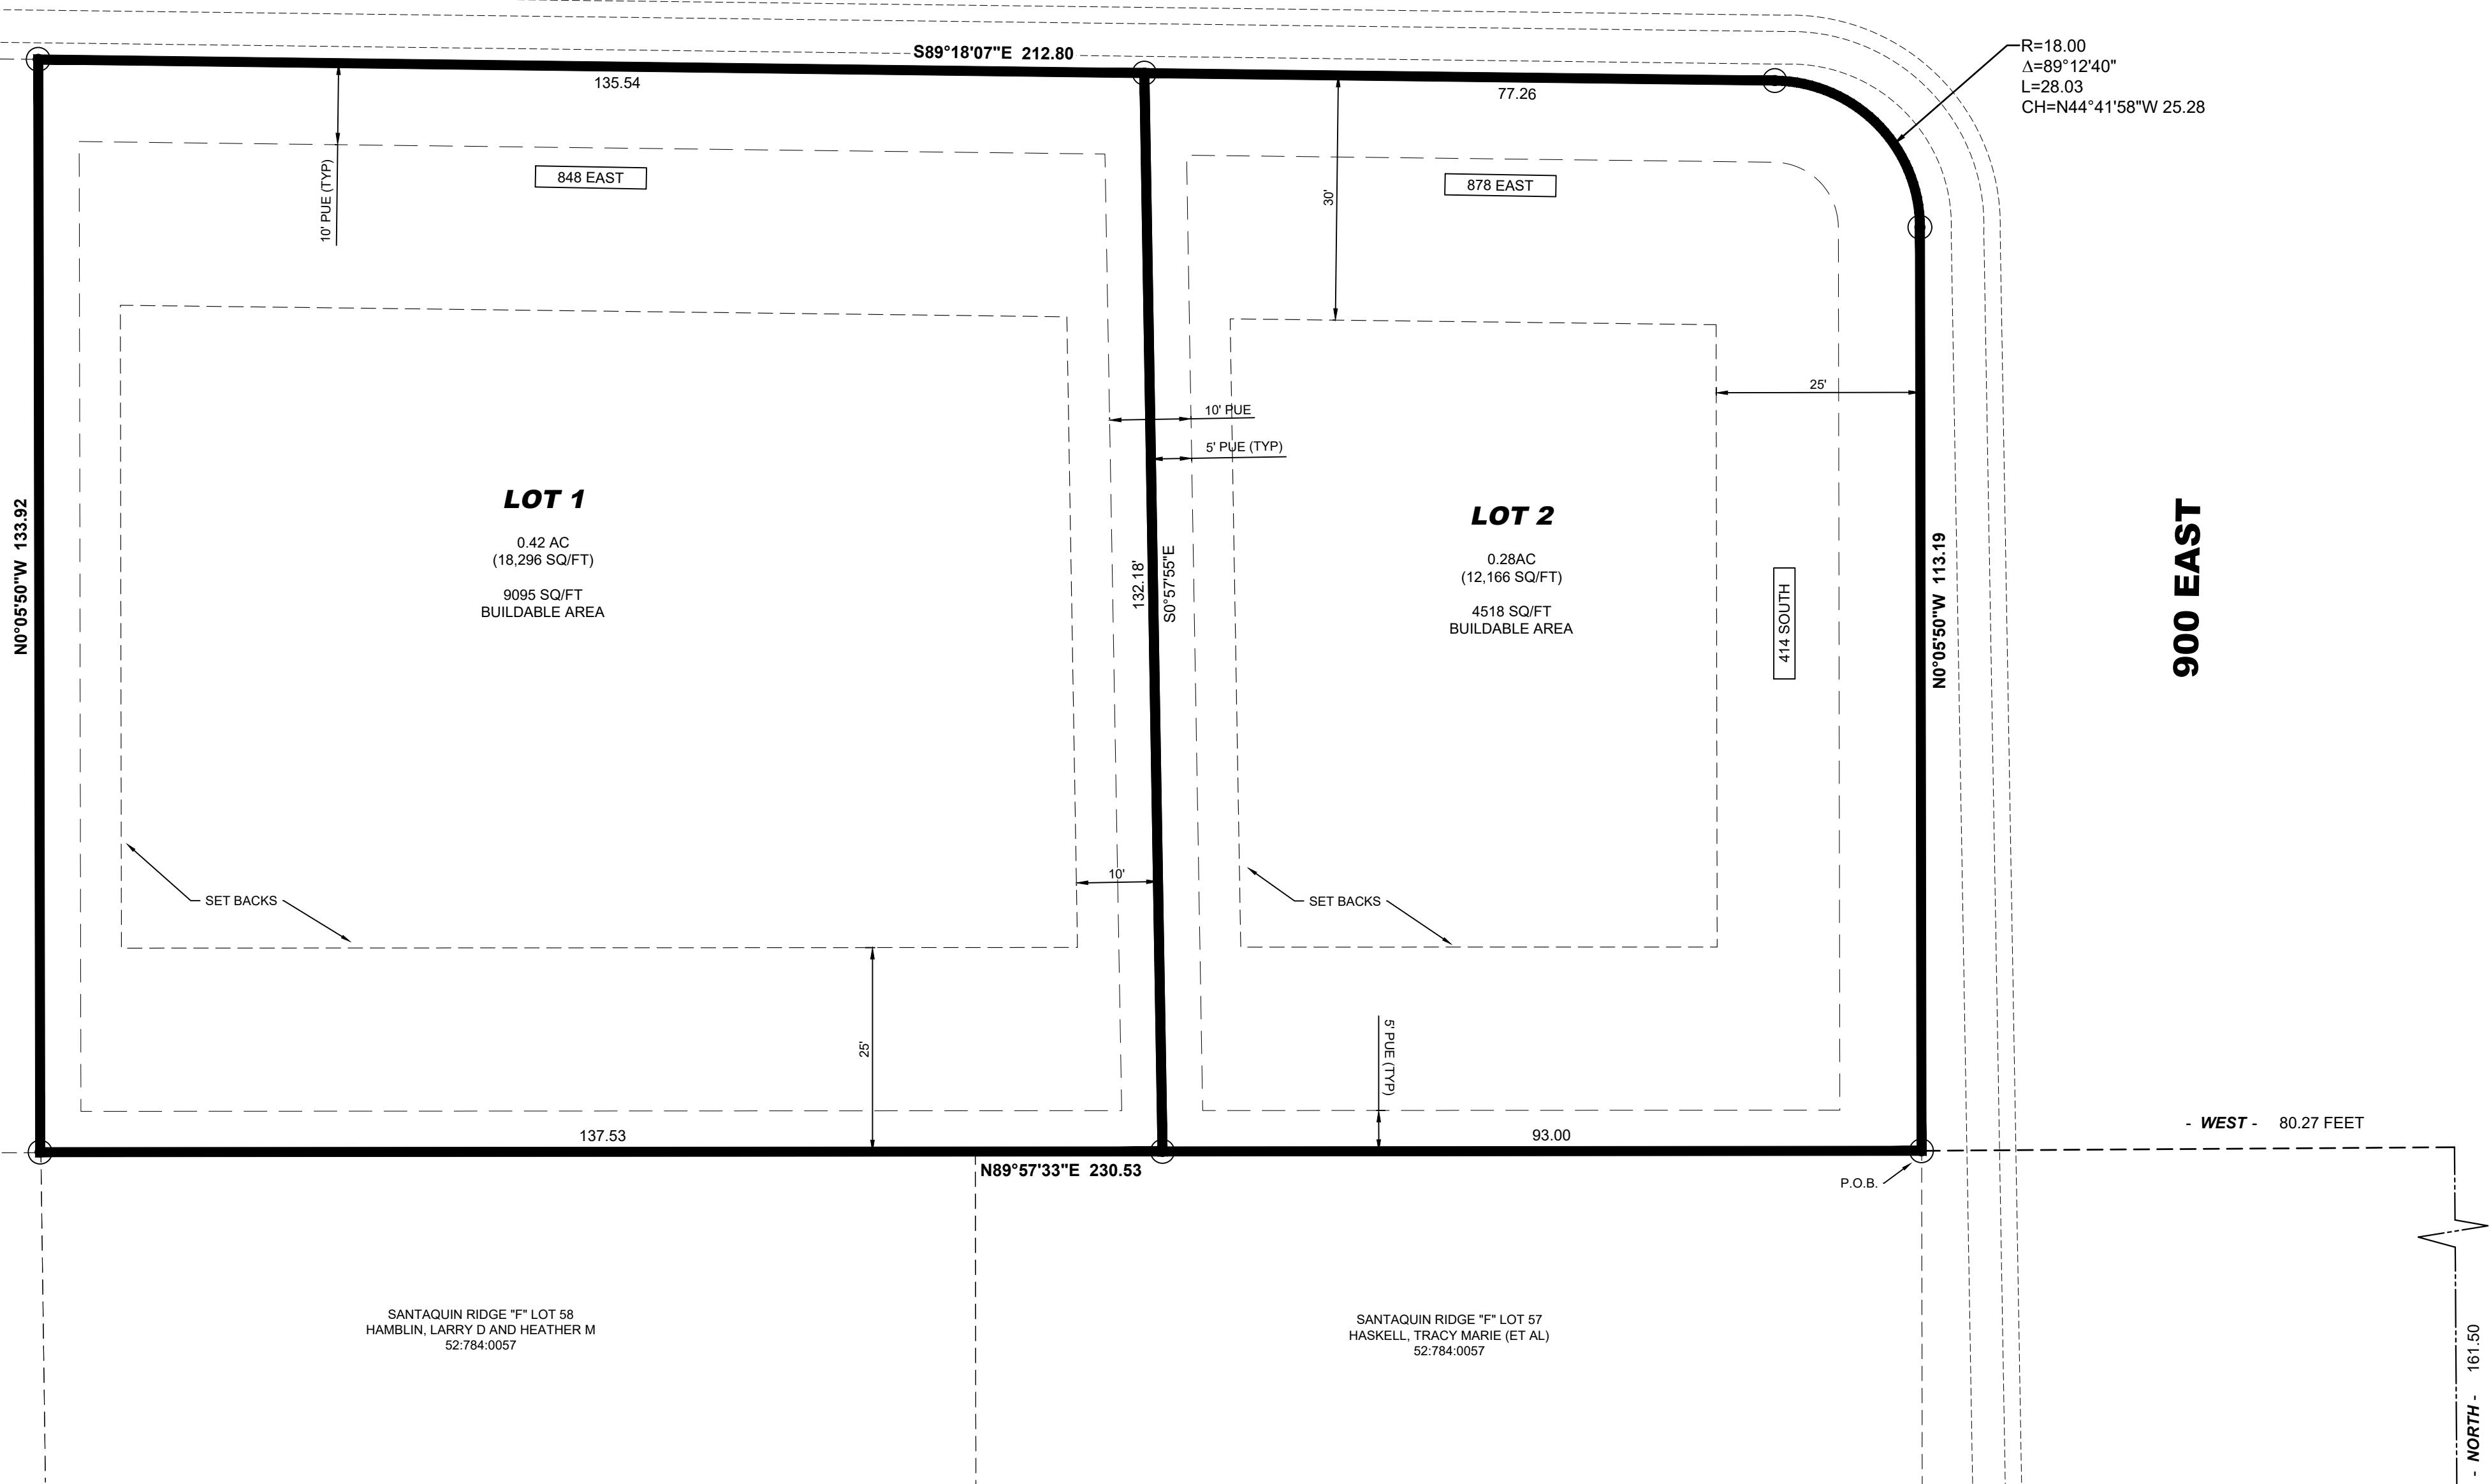 S89°18'07"E 212.80
R=18.00
Δ=89°12'40"
L=28.03
CH=N44°41'58"W 25.28
135.54
77.26
10' PUE (TYP)
848 EAST
30'
878 EAST
25'
10' PUE
5' PUE (TYP)
N0°05'50"W 133.92
LOT 1
0.42 AC
(18,296 SQ/FT)
9095 SQ/FT
BUILDABLE AREA
132.18'
S0°57'55"E
LOT 2
0.28AC
(12,166 SQ/FT)
4518 SQ/FT
BUILDABLE AREA
414 SOUTH
N0°05'50"W 113.19
900 EAST
SET BACKS
10'
SET BACKS
25'
5' PUE (TYP)
137.53
93.00
N89°57'33"E 230.53
- WEST - 80.27 FEET
P.O.B.
SANTAQUIN RIDGE "F" LOT 58
HAMBLIN, LARRY D AND HEATHER M
52:784:0057
SANTAQUIN RIDGE "F" LOT 57
HASKELL, TRACY MARIE (ET AL)
52:784:0057
- NORTH - 161.50